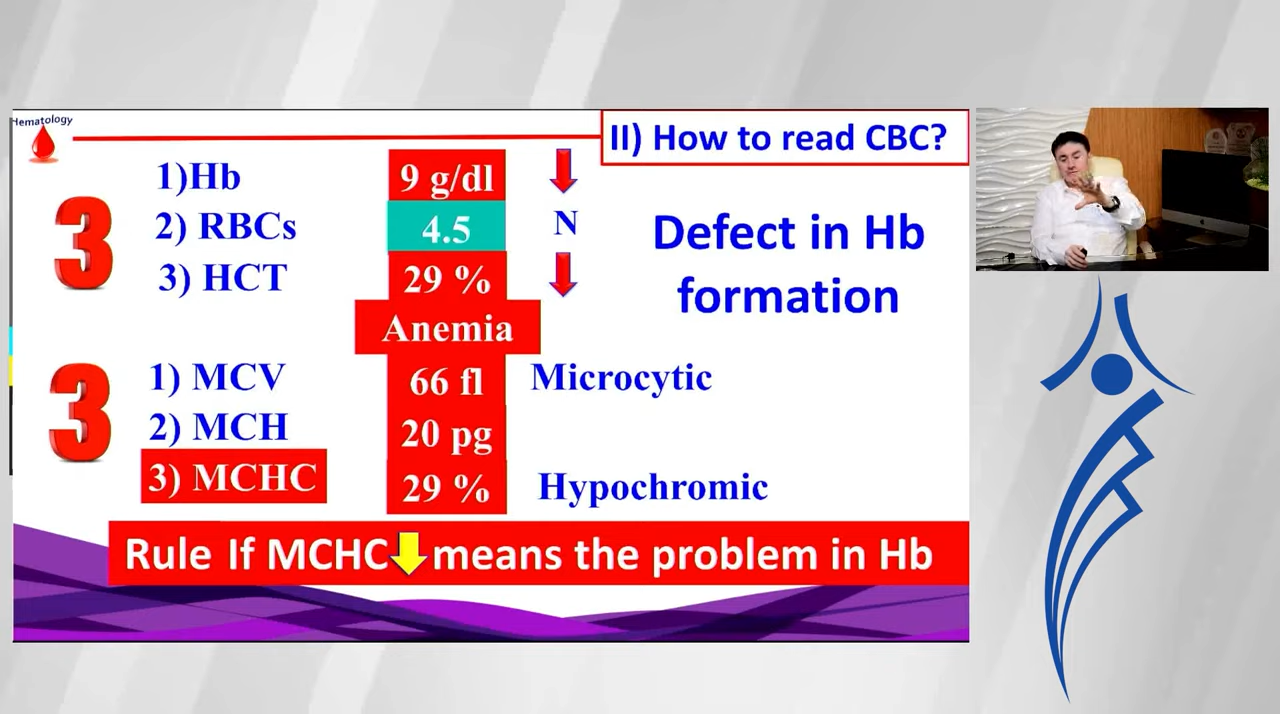 Hematology
II) How to read CBC?
3
1)Hb 9 g/dl
2) RBCs 4.5 N
3) HCT 29 %
Defect in Hb
formation
Anemia
3
1) MCV 66 fl Microcytic
2) MCH 20 pg
3) MCHC 29 % Hypochromic
Rule If MCHC means the problem in Hb